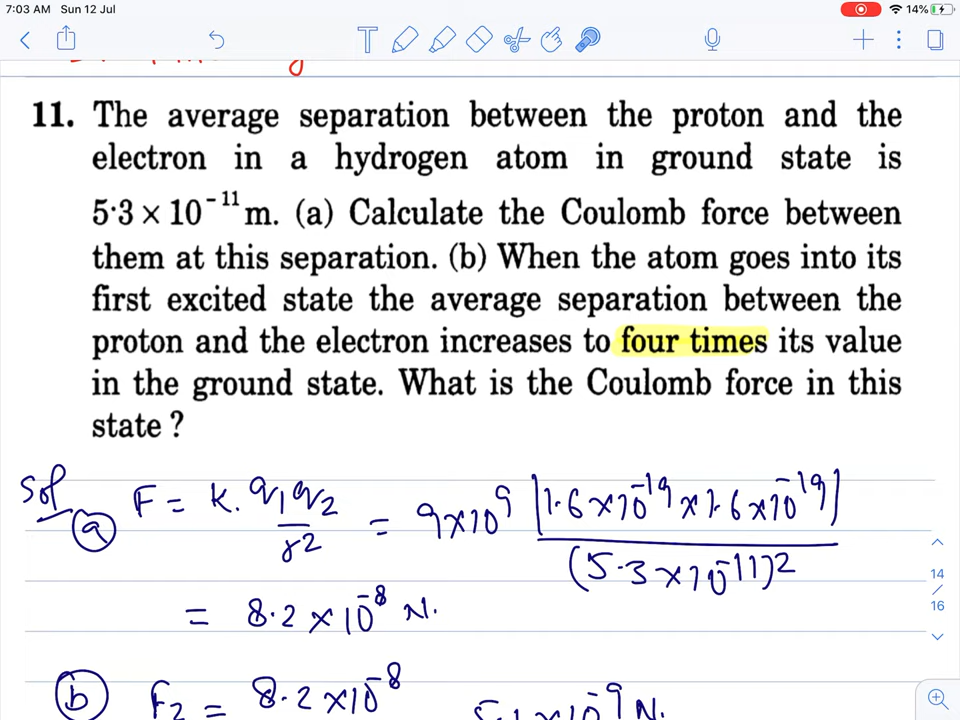 7:03 AM Sun 12 Jul
14%
11. The average separation between the proton and the
electron in a hydrogen atom in ground state is
5·3 × 10⁻¹¹ m. (a) Calculate the Coulomb force between
them at this separation. (b) When the atom goes into its
first excited state the average separation between the
proton and the electron increases to four times its value
in the ground state. What is the Coulomb force in this
state ?
Sol
(a) F = K. q₁q₂ / r² = 9×10⁹ |1.6×10⁻¹⁹ × 1.6×10⁻¹⁹| / (5.3×10⁻¹¹)²
= 8.2 × 10⁻⁸ N.
(b) F₂ = 8.2 ×10⁻⁸
5.1 ×10⁻⁹ N.
14
/
16